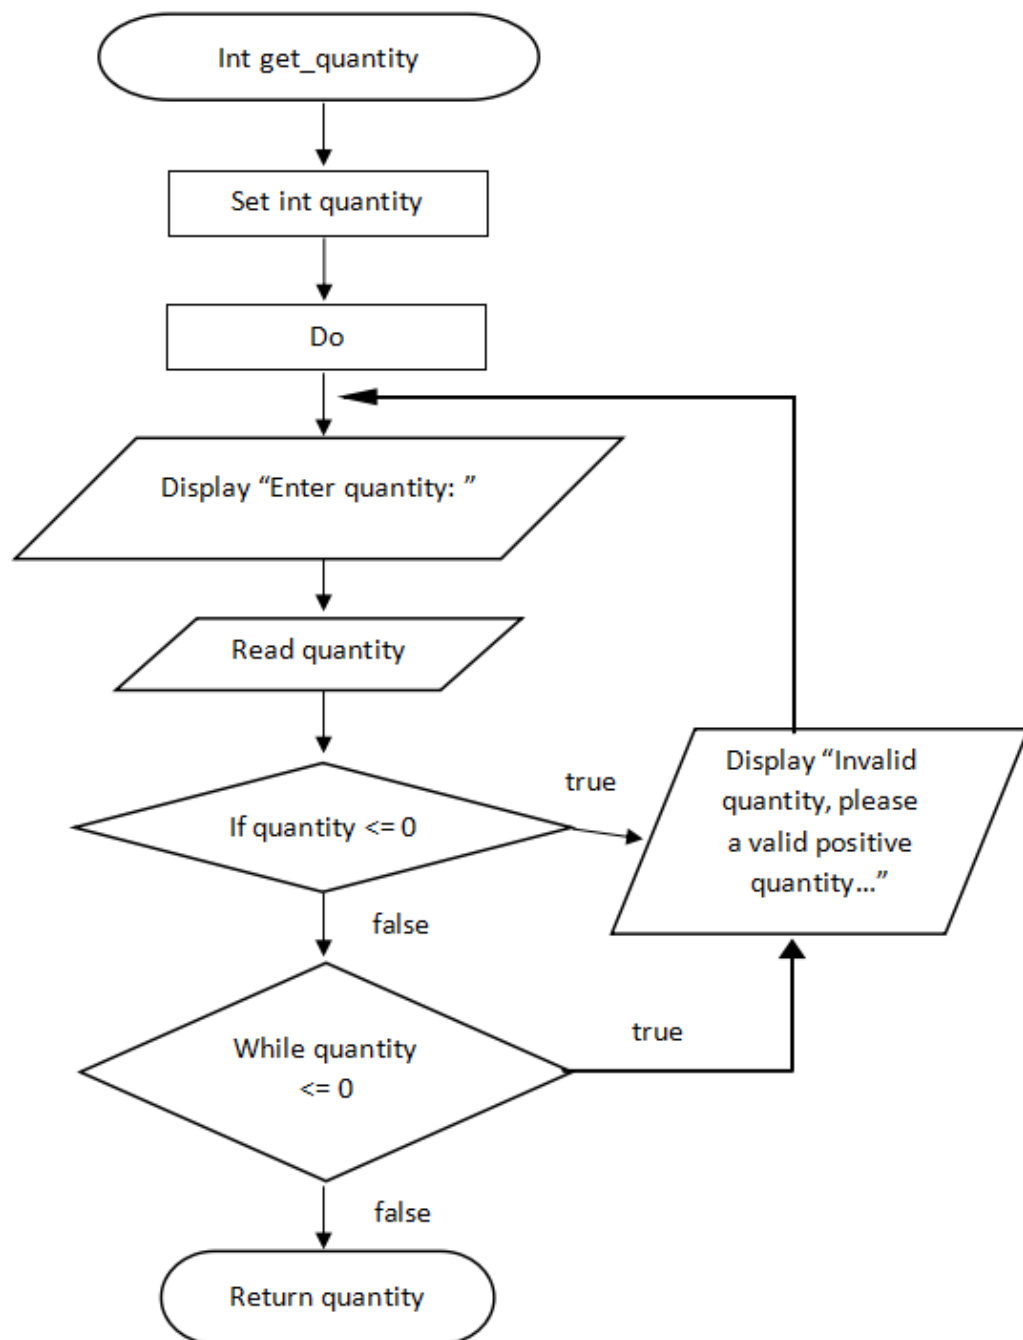 Int get_quantity
Set int quantity
Do
Display “Enter quantity: ”
Read quantity
If quantity <= 0
true
Display “Invalid
quantity, please
a valid positive
quantity...”
false
While quantity
<= 0
true
false
Return quantity